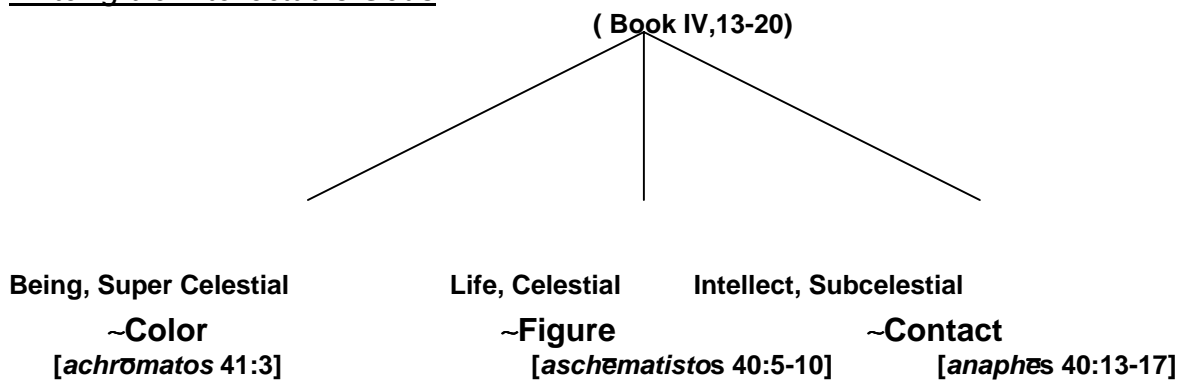 ( Book IV,13-20)
Being, Super Celestial Life, Celestial Intellect, Subcelestial
~Color ~Figure ~Contact
[achrōmatos 41:3] [aschēmatistos 40:5-10] [anaphēs 40:13-17]